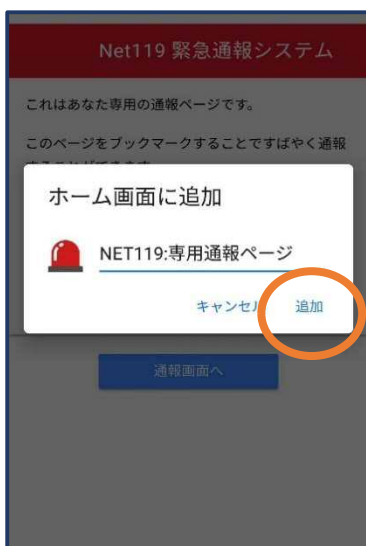 Net119 緊急通報システム
これはあなた専用の通報ページです。
このページをブックマークすることですばやく通報
ホーム画面に追加
NET119:専用通報ページ
キャンセル
追加
通報画面へ